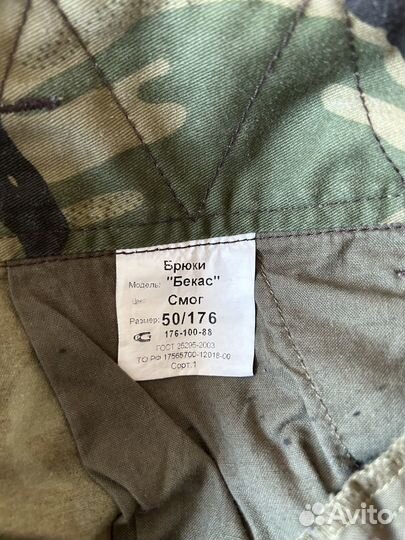 Брюки
Модель: "Бекас"
Цвет: Смог
Размер: 50/176
176-100-88
ГОСТ 25295-2003
ТО РФ 17565700-12018-00
Сорт.1
Avito